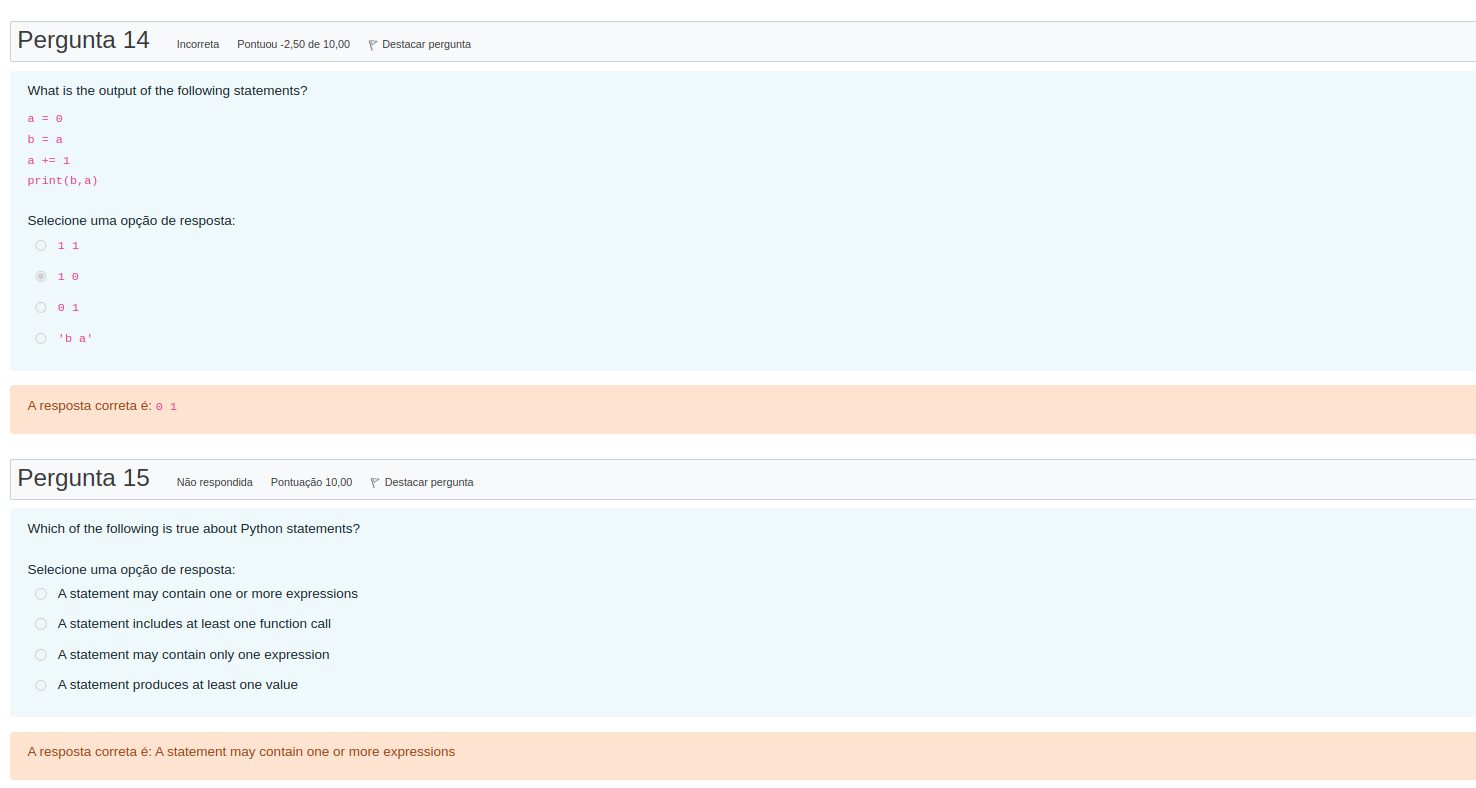 Pergunta 14 Incorreta Pontuou -2,50 de 10,00 Destacar pergunta
What is the output of the following statements?
a = 0
b = a
a += 1
print(b,a)
Selecione uma opção de resposta:
1 1
1 0
0 1
'b a'
A resposta correta é: 0 1
Pergunta 15 Não respondida Pontuação 10,00 Destacar pergunta
Which of the following is true about Python statements?
Selecione uma opção de resposta:
A statement may contain one or more expressions
A statement includes at least one function call
A statement may contain only one expression
A statement produces at least one value
A resposta correta é: A statement may contain one or more expressions